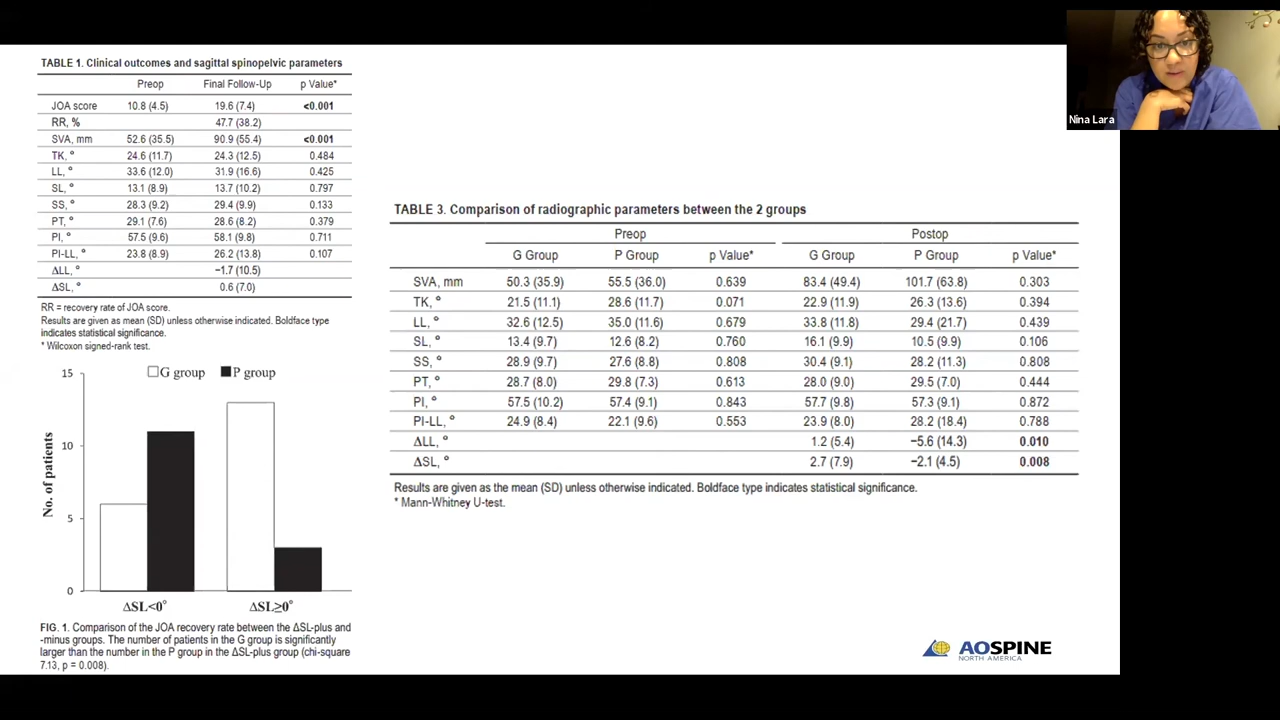 TABLE 1. Clinical outcomes and sagittal spinopelvic parameters
Preop Final Follow-Up p Value*
JOA score 10.8 (4.5) 19.6 (7.4) <0.001
RR, % 47.7 (38.2)
SVA, mm 52.6 (35.5) 90.9 (55.4) <0.001
TK, ° 24.6 (11.7) 24.3 (12.5) 0.484
LL, ° 33.6 (12.0) 31.9 (16.6) 0.425
SL, ° 13.1 (8.9) 13.7 (10.2) 0.797
SS, ° 28.3 (9.2) 29.4 (9.9) 0.133
PT, ° 29.1 (7.6) 28.6 (8.2) 0.379
PI, ° 57.5 (9.6) 58.1 (9.8) 0.711
PI-LL, ° 23.8 (8.9) 26.2 (13.8) 0.107
ΔLL, ° −1.7 (10.5)
ΔSL, ° 0.6 (7.0)
RR = recovery rate of JOA score.
Results are given as mean (SD) unless otherwise indicated. Boldface type
indicates statistical significance.
* Wilcoxon signed-rank test.
G group P group
No. of patients
15
10
5
0
ΔSL<0° ΔSL≥0°
FIG. 1. Comparison of the JOA recovery rate between the ΔSL-plus and
-minus groups. The number of patients in the G group is significantly
larger than the number in the P group in the ΔSL-plus group (chi-square
7.13, p = 0.008).
TABLE 3. Comparison of radiographic parameters between the 2 groups
Preop Postop
G Group P Group p Value* G Group P Group p Value*
SVA, mm 50.3 (35.9) 55.5 (36.0) 0.639 83.4 (49.4) 101.7 (63.8) 0.303
TK, ° 21.5 (11.1) 28.6 (11.7) 0.071 22.9 (11.9) 26.3 (13.6) 0.394
LL, ° 32.6 (12.5) 35.0 (11.6) 0.679 33.8 (11.8) 29.4 (21.7) 0.439
SL, ° 13.4 (9.7) 12.6 (8.2) 0.760 16.1 (9.9) 10.5 (9.9) 0.106
SS, ° 28.9 (9.7) 27.6 (8.8) 0.808 30.4 (9.1) 28.2 (11.3) 0.808
PT, ° 28.7 (8.0) 29.8 (7.3) 0.613 28.0 (9.0) 29.5 (7.0) 0.444
PI, ° 57.5 (10.2) 57.4 (9.1) 0.843 57.7 (9.8) 57.3 (9.1) 0.872
PI-LL, ° 24.9 (8.4) 22.1 (9.6) 0.553 23.9 (8.0) 28.2 (18.4) 0.788
ΔLL, ° 1.2 (5.4) −5.6 (14.3) 0.010
ΔSL, ° 2.7 (7.9) −2.1 (4.5) 0.008
Results are given as the mean (SD) unless otherwise indicated. Boldface type indicates statistical significance.
* Mann-Whitney U-test.
AOSPINE
NORTH AMERICA
Nina Lara